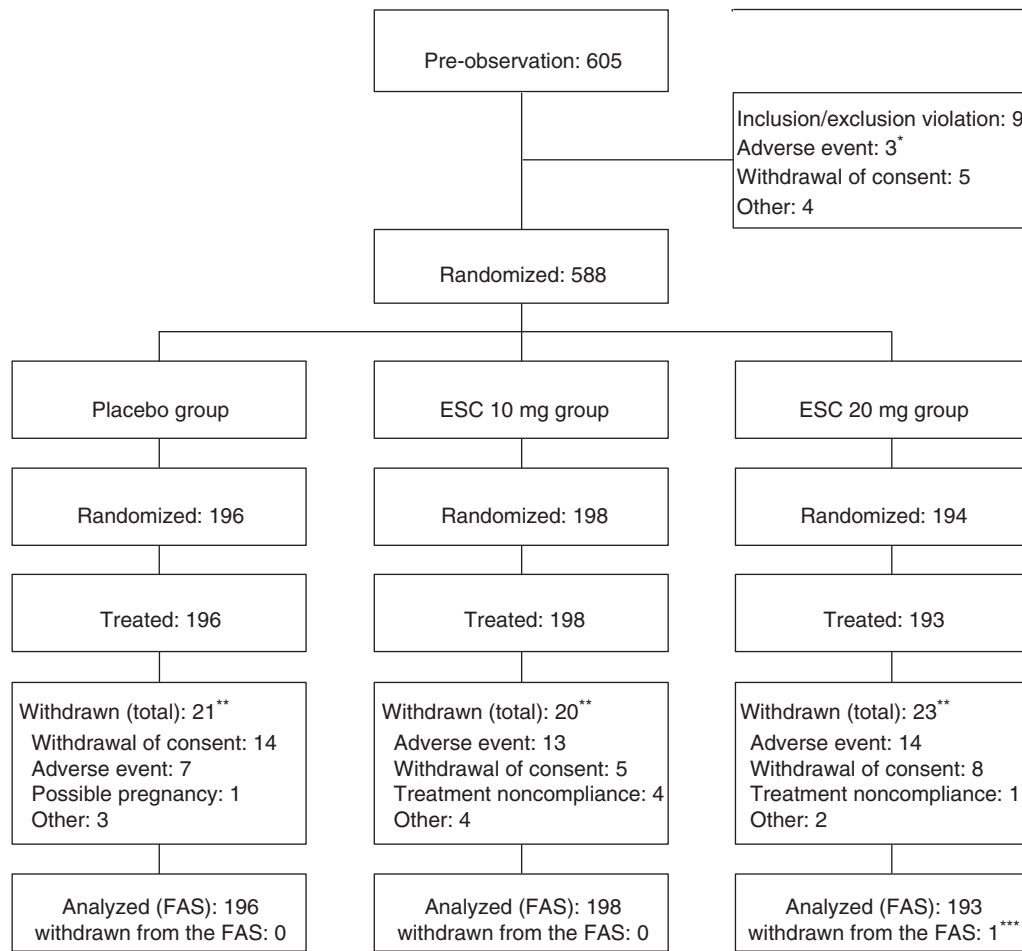 Pre-observation: 605
Inclusion/exclusion violation: 9
Adverse event: 3*
Withdrawal of consent: 5
Other: 4
Randomized: 588
Placebo group
ESC 10 mg group
ESC 20 mg group
Randomized: 196
Randomized: 198
Randomized: 194
Treated: 196
Treated: 198
Treated: 193
Withdrawn (total): 21**
Withdrawal of consent: 14
Adverse event: 7
Possible pregnancy: 1
Other: 3
Withdrawn (total): 20**
Adverse event: 13
Withdrawal of consent: 5
Treatment noncompliance: 4
Other: 4
Withdrawn (total): 23**
Adverse event: 14
Withdrawal of consent: 8
Treatment noncompliance: 1
Other: 2
Analyzed (FAS): 196
withdrawn from the FAS: 0
Analyzed (FAS): 198
withdrawn from the FAS: 0
Analyzed (FAS): 193
withdrawn from the FAS: 1***